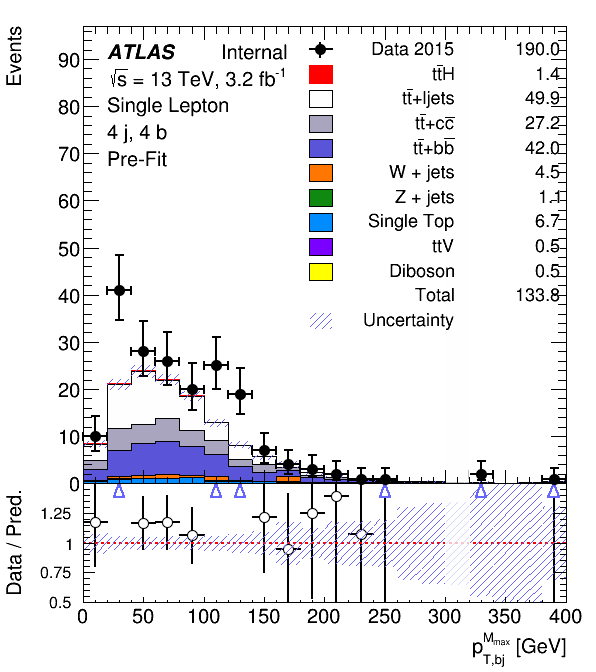 Events
ATLAS Internal
√s = 13 TeV, 3.2 fb⁻¹
Single Lepton
4 j, 4 b
Pre-Fit
Data 2015 190.0
tt̄H 1.4
tt̄+ljets 49.9
tt̄+cc̄ 27.2
tt̄+bb̄ 42.0
W + jets 4.5
Z + jets 1.1
Single Top 6.7
ttV 0.5
Diboson 0.5
Total 133.8
Uncertainty
90
80
70
60
50
40
30
20
10
0
Data / Pred.
1.25
1
0.75
0.5
0 50 100 150 200 250 300 350 400
p_{T,bj}^{M_{max}} [GeV]